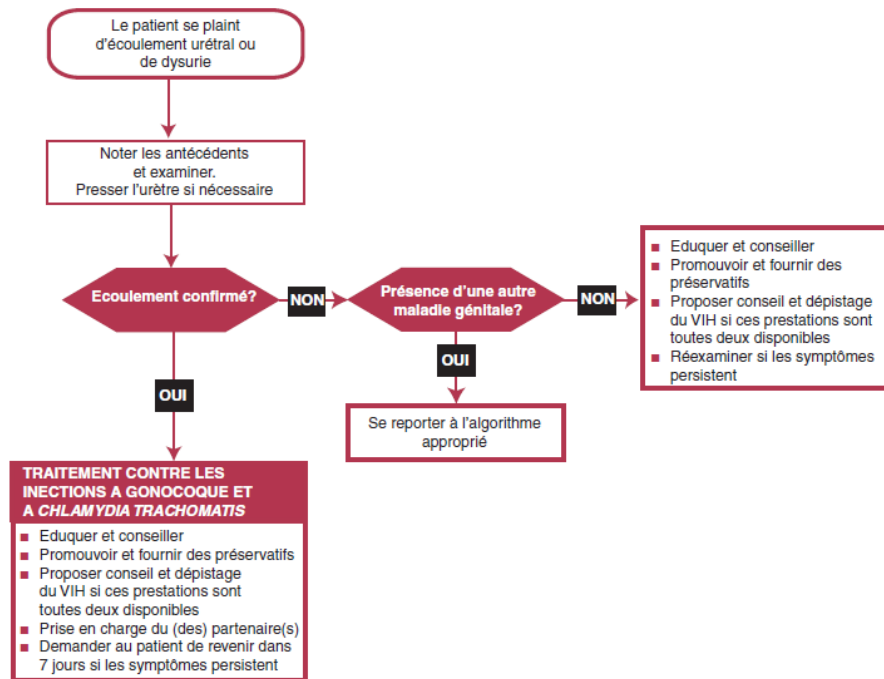 Le patient se plaint
d'écoulement urétral ou
de dysurie
Noter les antécédents
et examiner.
Presser l'urètre si nécessaire
Ecoulement confirmé?
NON
Présence d'une autre
maladie génitale?
NON
■ Eduquer et conseiller
■ Promouvoir et fournir des
préservatifs
■ Proposer conseil et dépistage
du VIH si ces prestations sont
toutes deux disponibles
■ Réexaminer si les symptômes
persistent
OUI
Se reporter à l'algorithme
approprié
OUI
TRAITEMENT CONTRE LES
INECTIONS A GONOCOQUE ET
A CHLAMYDIA TRACHOMATIS
■ Eduquer et conseiller
■ Promouvoir et fournir des préservatifs
■ Proposer conseil et dépistage
du VIH si ces prestations sont
toutes deux disponibles
■ Prise en charge du (des) partenaire(s)
■ Demander au patient de revenir dans
7 jours si les symptômes persistent